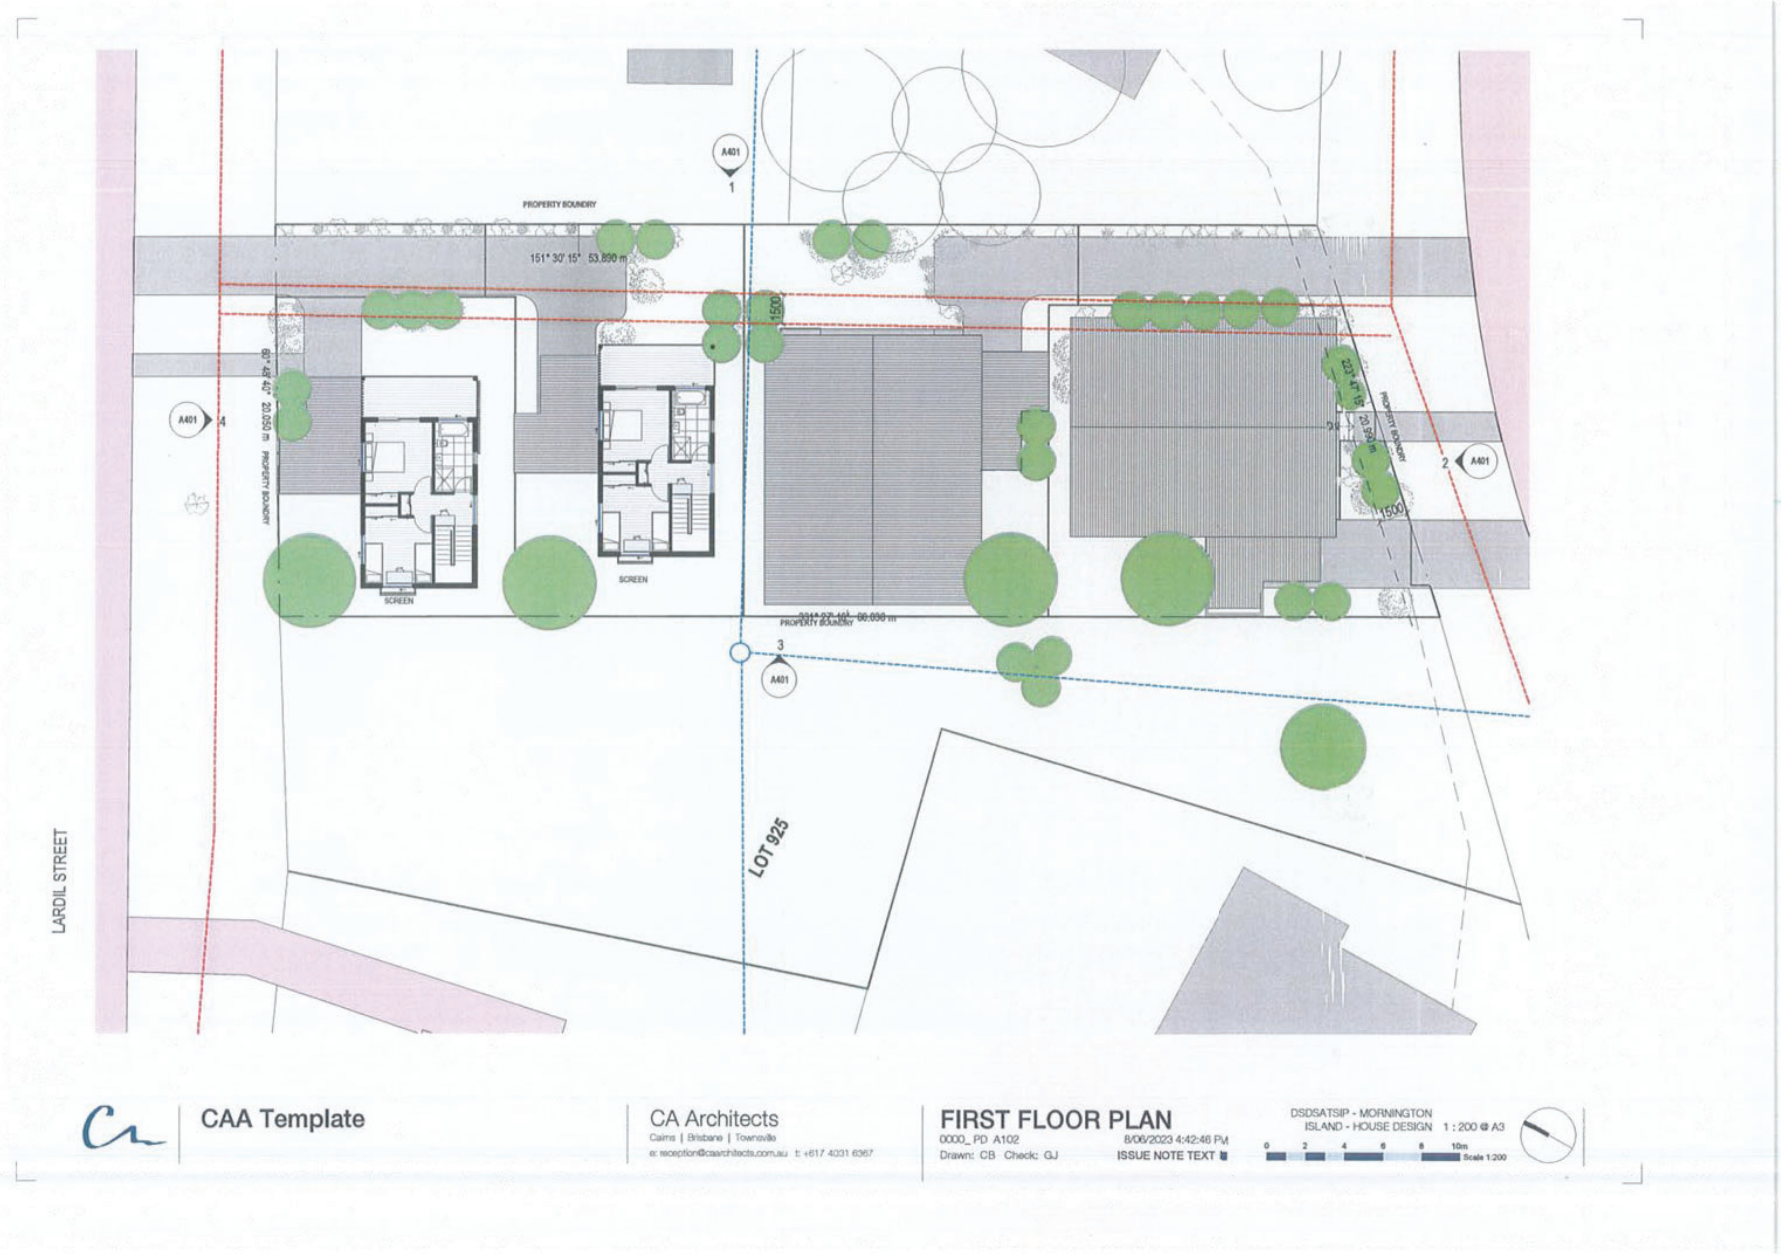 A401
1
PROPERTY BOUNDRY
151° 30' 15" 53.890 m
1500
A401
4
60° 48' 40" 20.050 m PROPERTY BOUNDRY
223° 47' 15" 20.990 m
PROPERTY BOUNDRY
2
A401
1500
SCREEN
SCREEN
PROPERTY BOUNDRY
3
A401
LOT 925
LARDIL STREET
CAA Template
CA Architects
Cairns | Brisbane | Townsville
e: reception@caarchitects.com.au t: +617 4031 6367
FIRST FLOOR PLAN
0000_ PD A102
8/06/2023 4:42:46 PM
Drawn: CB Check: GJ
ISSUE NOTE TEXT
DSDSATSIP - MORNINGTON
ISLAND - HOUSE DESIGN 1 : 200 @ A3
0 2 4 6 8 10m
Scale 1:200